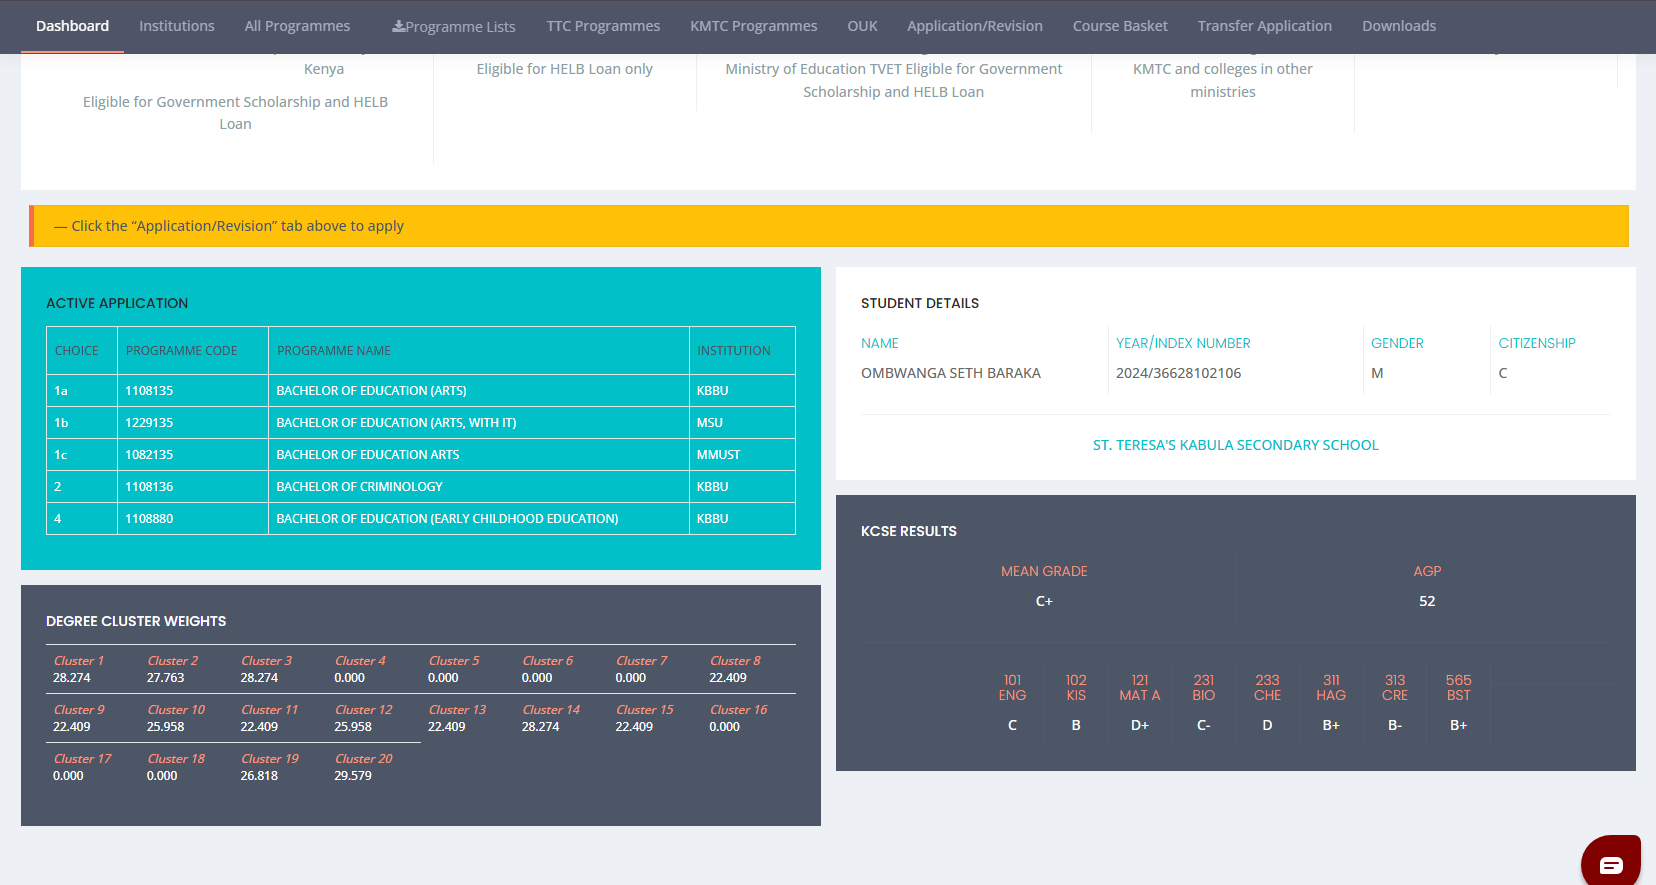 Dashboard Institutions All Programmes Programme Lists TTC Programmes KMTC Programmes OUK Application/Revision Course Basket Transfer Application Downloads
Kenya
Eligible for Government Scholarship and HELB
Loan
Eligible for HELB Loan only
Ministry of Education TVET Eligible for Government
Scholarship and HELB Loan
KMTC and colleges in other
ministries
— Click the “Application/Revision” tab above to apply
ACTIVE APPLICATION
CHOICE PROGRAMME CODE PROGRAMME NAME INSTITUTION
1a 1108135 BACHELOR OF EDUCATION (ARTS) KBBU
1b 1229135 BACHELOR OF EDUCATION (ARTS, WITH IT) MSU
1c 1082135 BACHELOR OF EDUCATION ARTS MMUST
2 1108136 BACHELOR OF CRIMINOLOGY KBBU
4 1108880 BACHELOR OF EDUCATION (EARLY CHILDHOOD EDUCATION) KBBU
DEGREE CLUSTER WEIGHTS
Cluster 1 Cluster 2 Cluster 3 Cluster 4 Cluster 5 Cluster 6 Cluster 7 Cluster 8
28.274 27.763 28.274 0.000 0.000 0.000 0.000 22.409
Cluster 9 Cluster 10 Cluster 11 Cluster 12 Cluster 13 Cluster 14 Cluster 15 Cluster 16
22.409 25.958 22.409 25.958 22.409 28.274 22.409 0.000
Cluster 17 Cluster 18 Cluster 19 Cluster 20
0.000 0.000 26.818 29.579
STUDENT DETAILS
NAME YEAR/INDEX NUMBER GENDER CITIZENSHIP
OMBWANGA SETH BARAKA 2024/36628102106 M C
ST. TERESA'S KABULA SECONDARY SCHOOL
KCSE RESULTS
MEAN GRADE AGP
C+ 52
101 102 121 231 233 311 313 565
ENG KIS MAT A BIO CHE HAG CRE BST
C B D+ C- D B+ B- B+